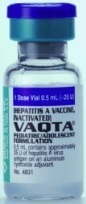 1 Dose Vial 0.5 mL (~25 U)
HEPATITIS A VACCINE,
INACTIVATED
VAQTA
PEDIATRIC/ADOLESCENT
FORMULATION
0.5 mL contains approximately
25 U of hepatitis A virus
antigen on an aluminum
hydroxide adjuvant.
No. 4831